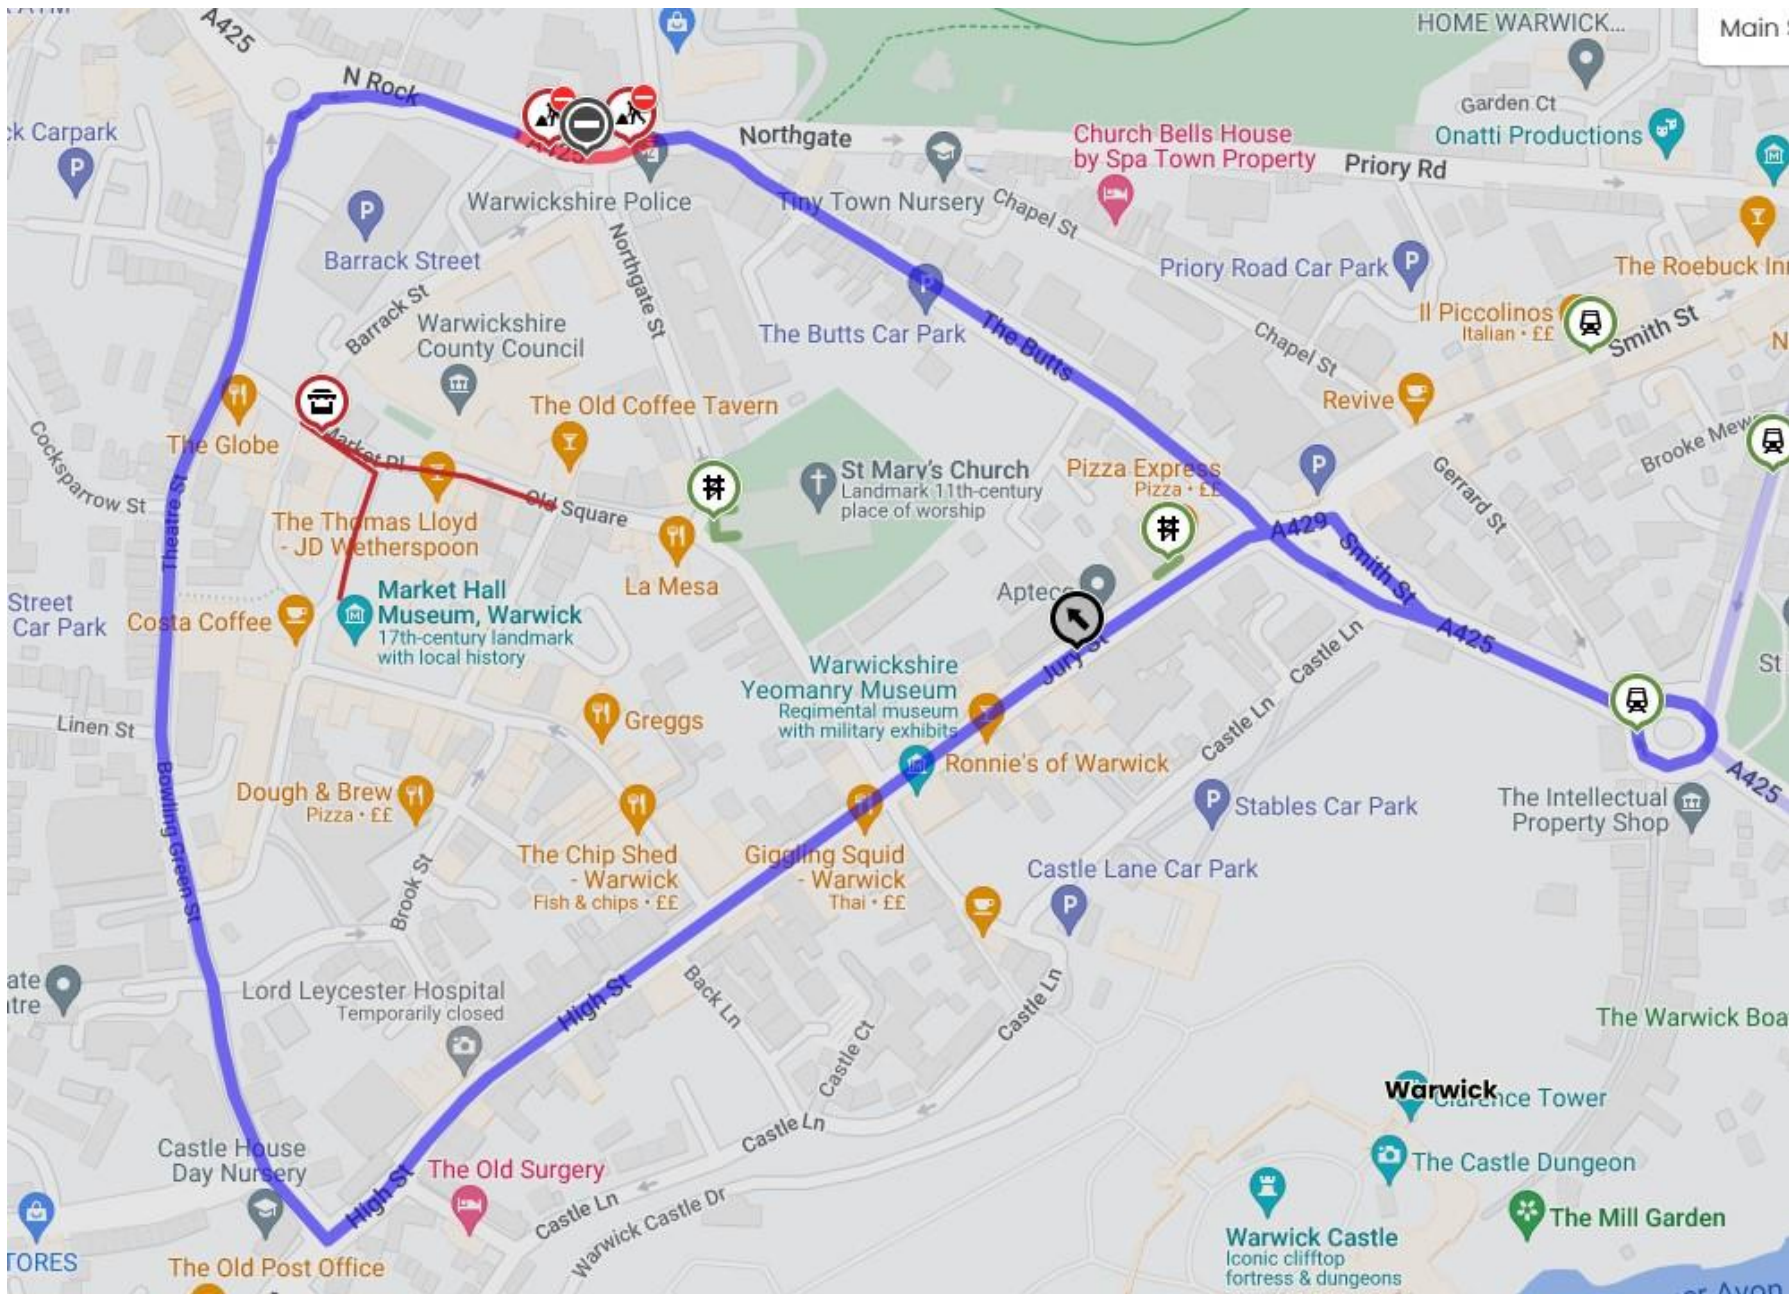 HOME WARWICK...
Main
A425
N Rock
Garden Ct
Onatti Productions
Northgate
Church Bells House
by Spa Town Property
Priory Rd
ck Carpark
A425
Warwickshire Police
Tiny Town Nursery
Chapel St
Northgate St
Barrack Street
Priory Road Car Park
The Roebuck Inn
Barrack St
Warwickshire
County Council
The Butts Car Park
The Butts
Il Piccolinos
Italian • ££
Smith St
Chapel St
N
The Old Coffee Tavern
Revive
The Globe
Market Pl
Cocksparrow St
Brooke Mews
St Mary's Church
Landmark 11th-century
place of worship
Pizza Express
Pizza • ££
Gerrard St
Old Square
The Thomas Lloyd
- JD Wetherspoon
Theatre St
A429
Smith St
La Mesa
Market Hall
Museum, Warwick
17th-century landmark
with local history
Street
Car Park
Costa Coffee
Apteca
Jury St
A425
Castle Ln
Castle Ln
St
Warwickshire
Yeomanry Museum
Regimental museum
with military exhibits
Linen St
Greggs
Ronnie's of Warwick
Bowling Green St
Dough & Brew
Pizza • ££
Stables Car Park
A425
The Intellectual
Property Shop
The Chip Shed
- Warwick
Fish & chips • ££
Giggling Squid
- Warwick
Thai • ££
Castle Lane Car Park
Brook St
ate
tre
Lord Leycester Hospital
Temporarily closed
High St
Back Ln
Castle Ct
Castle Ln
The Warwick Boa
Warwick
Clarence Tower
Castle Ln
Castle House
Day Nursery
The Old Surgery
High St
The Castle Dungeon
Castle Ln
Warwick Castle Dr
Warwick Castle
Iconic clifftop
fortress & dungeons
The Mill Garden
TORES
The Old Post Office
er Avon